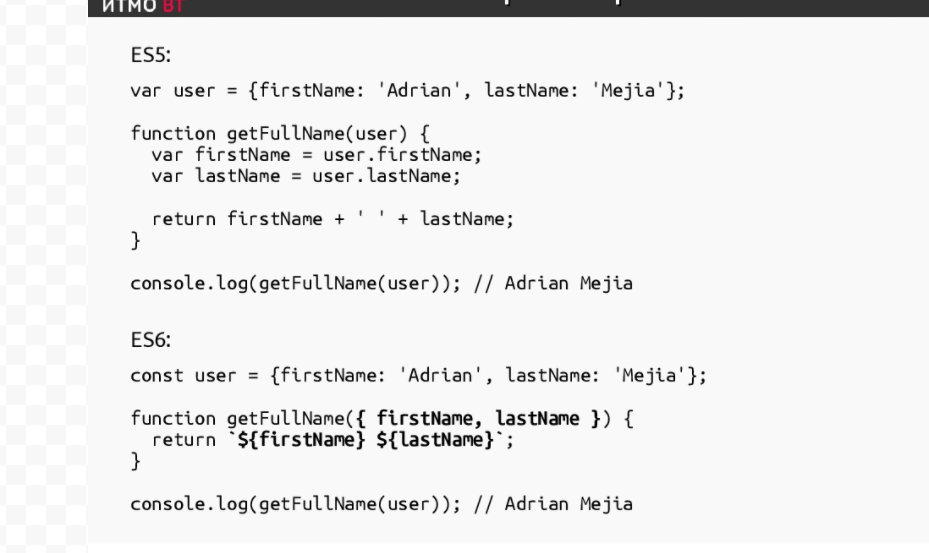 ИТМО ВТ
ES5:
var user = {firstName: 'Adrian', lastName: 'Mejia'};
function getFullName(user) {
  var firstName = user.firstName;
  var lastName = user.lastName;
  return firstName + ' ' + lastName;
}
console.log(getFullName(user)); // Adrian Mejia
ES6:
const user = {firstName: 'Adrian', lastName: 'Mejia'};
function getFullName({ firstName, lastName }) {
  return `${firstName} ${lastName}`;
}
console.log(getFullName(user)); // Adrian Mejia